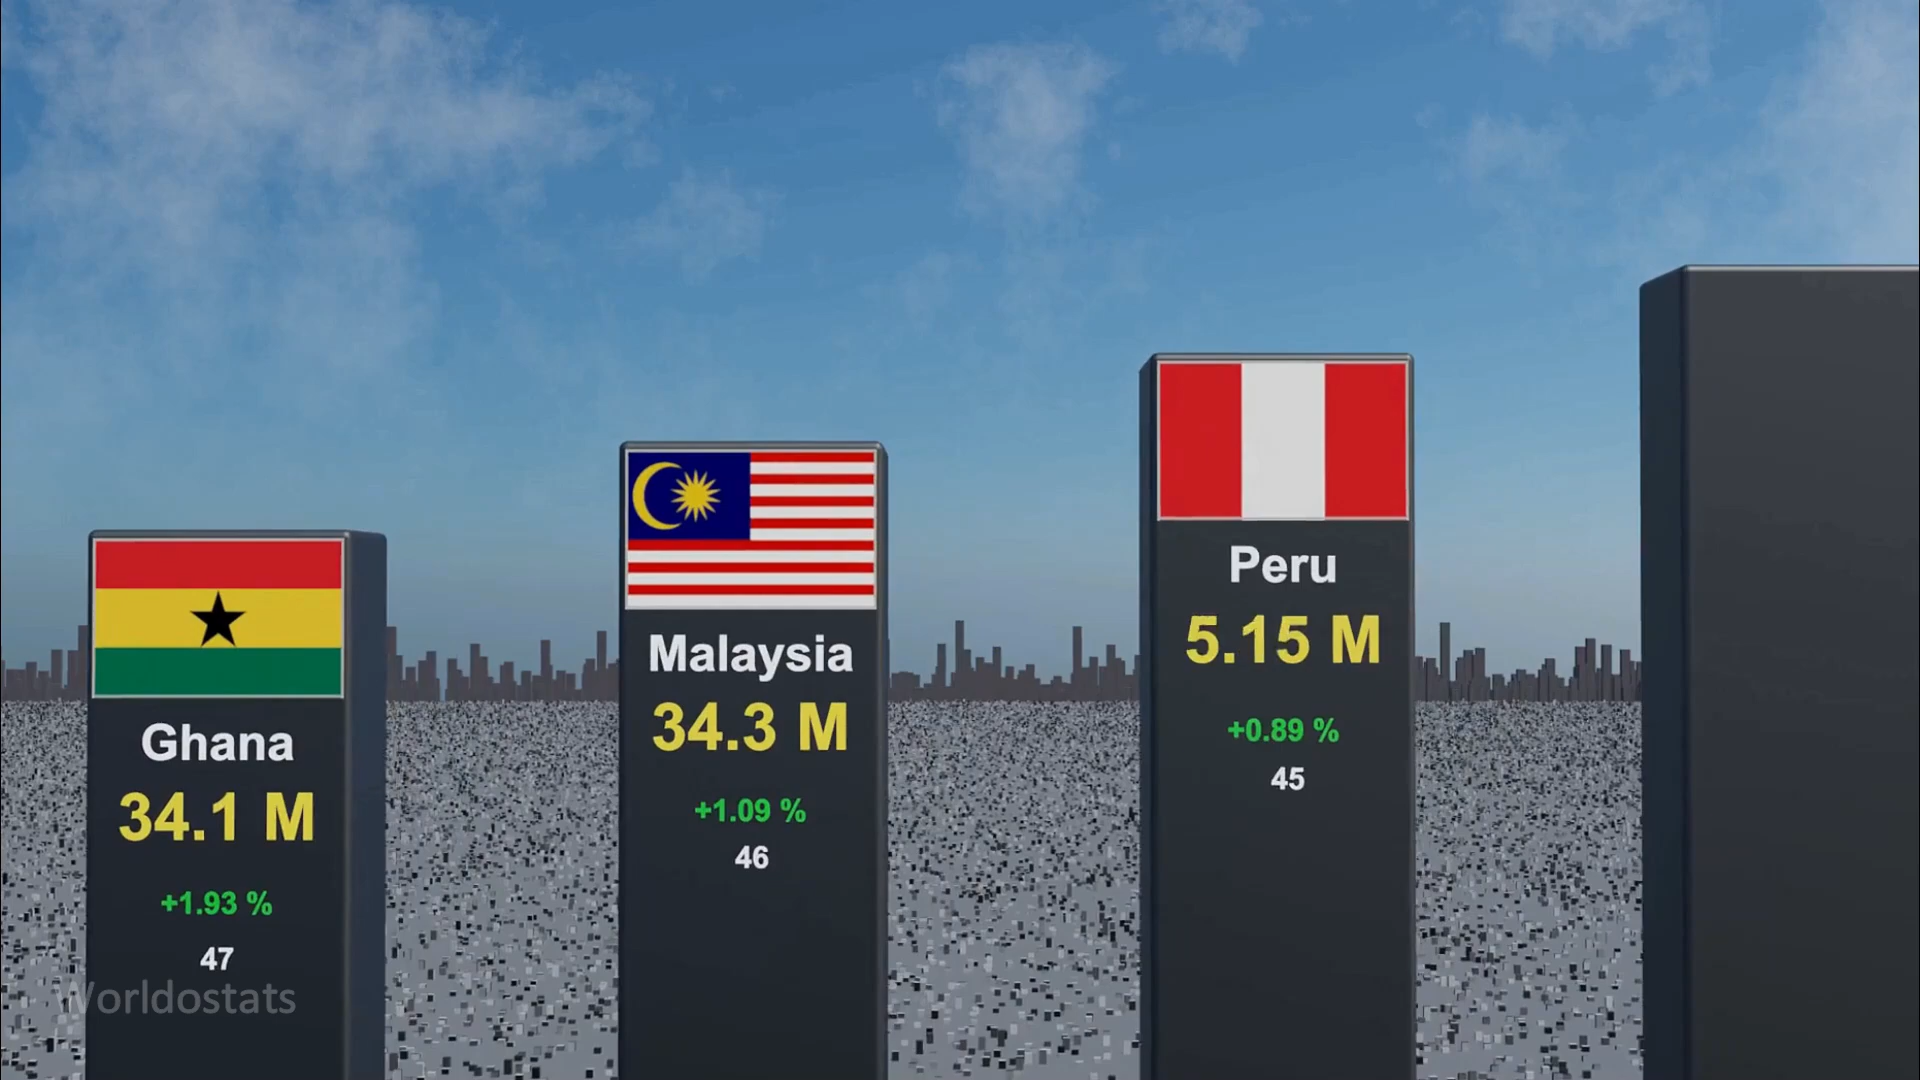 Ghana
34.1 M
+1.93 %
47
Malaysia
34.3 M
+1.09 %
46
Peru
5.15 M
+0.89 %
45
Worldostats